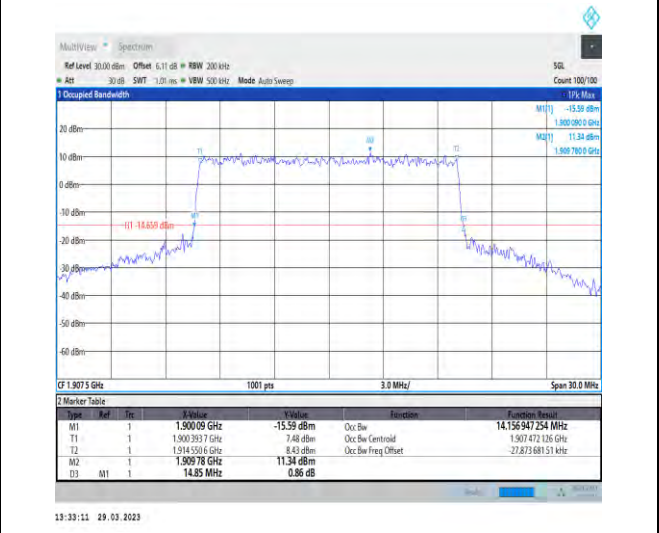 MultiView Spectrum
Ref Level 30.00 dBm Offset 6.11 dB RBW 200 kHz SGL
Att 30 dB SWT 1.01 ms VBW 500 kHz Mode Auto Sweep Count 100/100
1 Occupied Bandwidth 1Pk Max
M1[1] -15.59 dBm
1.900 090 0 GHz
20 dBm M2[1] 11.34 dBm
1.909 780 0 GHz
M2
T1 T2
10 dBm
0 dBm
-10 dBm
M1
H1 -14.659 dBm
-20 dBm
-30 dBm
-40 dBm
-50 dBm
-60 dBm
CF 1.907 5 GHz 1001 pts 3.0 MHz/ Span 30.0 MHz
2 Marker Table
Type Ref Trc X-Value Y-Value Function Function Result
M1 1 1.900 09 GHz -15.59 dBm Occ Bw 14.156 947 254 MHz
T1 1 1.900 393 7 GHz 7.48 dBm Occ Bw Centroid 1.907 472 126 GHz
T2 1 1.914 550 6 GHz 8.43 dBm Occ Bw Freq Offset -27.873 681 51 kHz
M2 1 1.909 78 GHz 11.34 dBm
D3 M1 1 14.85 MHz 0.86 dB
13:33:11 29.03.2023